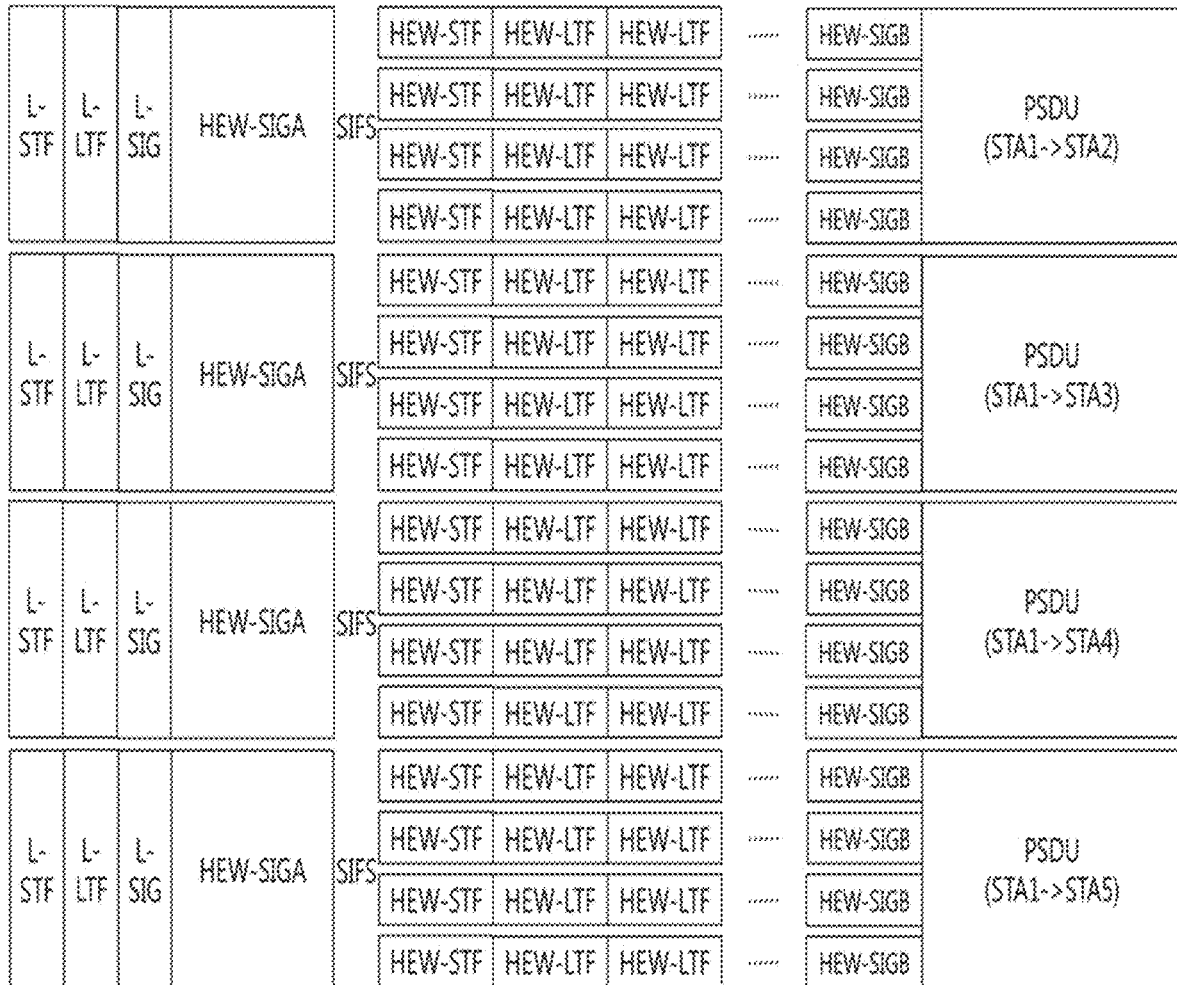 HEW-STF HEW-LTF HEW-LTF ...... HEW-SIGB
HEW-STF HEW-LTF HEW-LTF ...... HEW-SIGB
L-STF L-LTF L-SIG HEW-SIGA SIFS PSDU
(STA1->STA2)
HEW-STF HEW-LTF HEW-LTF ...... HEW-SIGB
HEW-STF HEW-LTF HEW-LTF ...... HEW-SIGB
HEW-STF HEW-LTF HEW-LTF ...... HEW-SIGB
HEW-STF HEW-LTF HEW-LTF ...... HEW-SIGB
L-STF L-LTF L-SIG HEW-SIGA SIFS PSDU
(STA1->STA3)
HEW-STF HEW-LTF HEW-LTF ...... HEW-SIGB
HEW-STF HEW-LTF HEW-LTF ...... HEW-SIGB
HEW-STF HEW-LTF HEW-LTF ...... HEW-SIGB
HEW-STF HEW-LTF HEW-LTF ...... HEW-SIGB
L-STF L-LTF L-SIG HEW-SIGA SIFS PSDU
(STA1->STA4)
HEW-STF HEW-LTF HEW-LTF ...... HEW-SIGB
HEW-STF HEW-LTF HEW-LTF ...... HEW-SIGB
HEW-STF HEW-LTF HEW-LTF ...... HEW-SIGB
HEW-STF HEW-LTF HEW-LTF ...... HEW-SIGB
L-STF L-LTF L-SIG HEW-SIGA SIFS PSDU
(STA1->STA5)
HEW-STF HEW-LTF HEW-LTF ...... HEW-SIGB
HEW-STF HEW-LTF HEW-LTF ...... HEW-SIGB